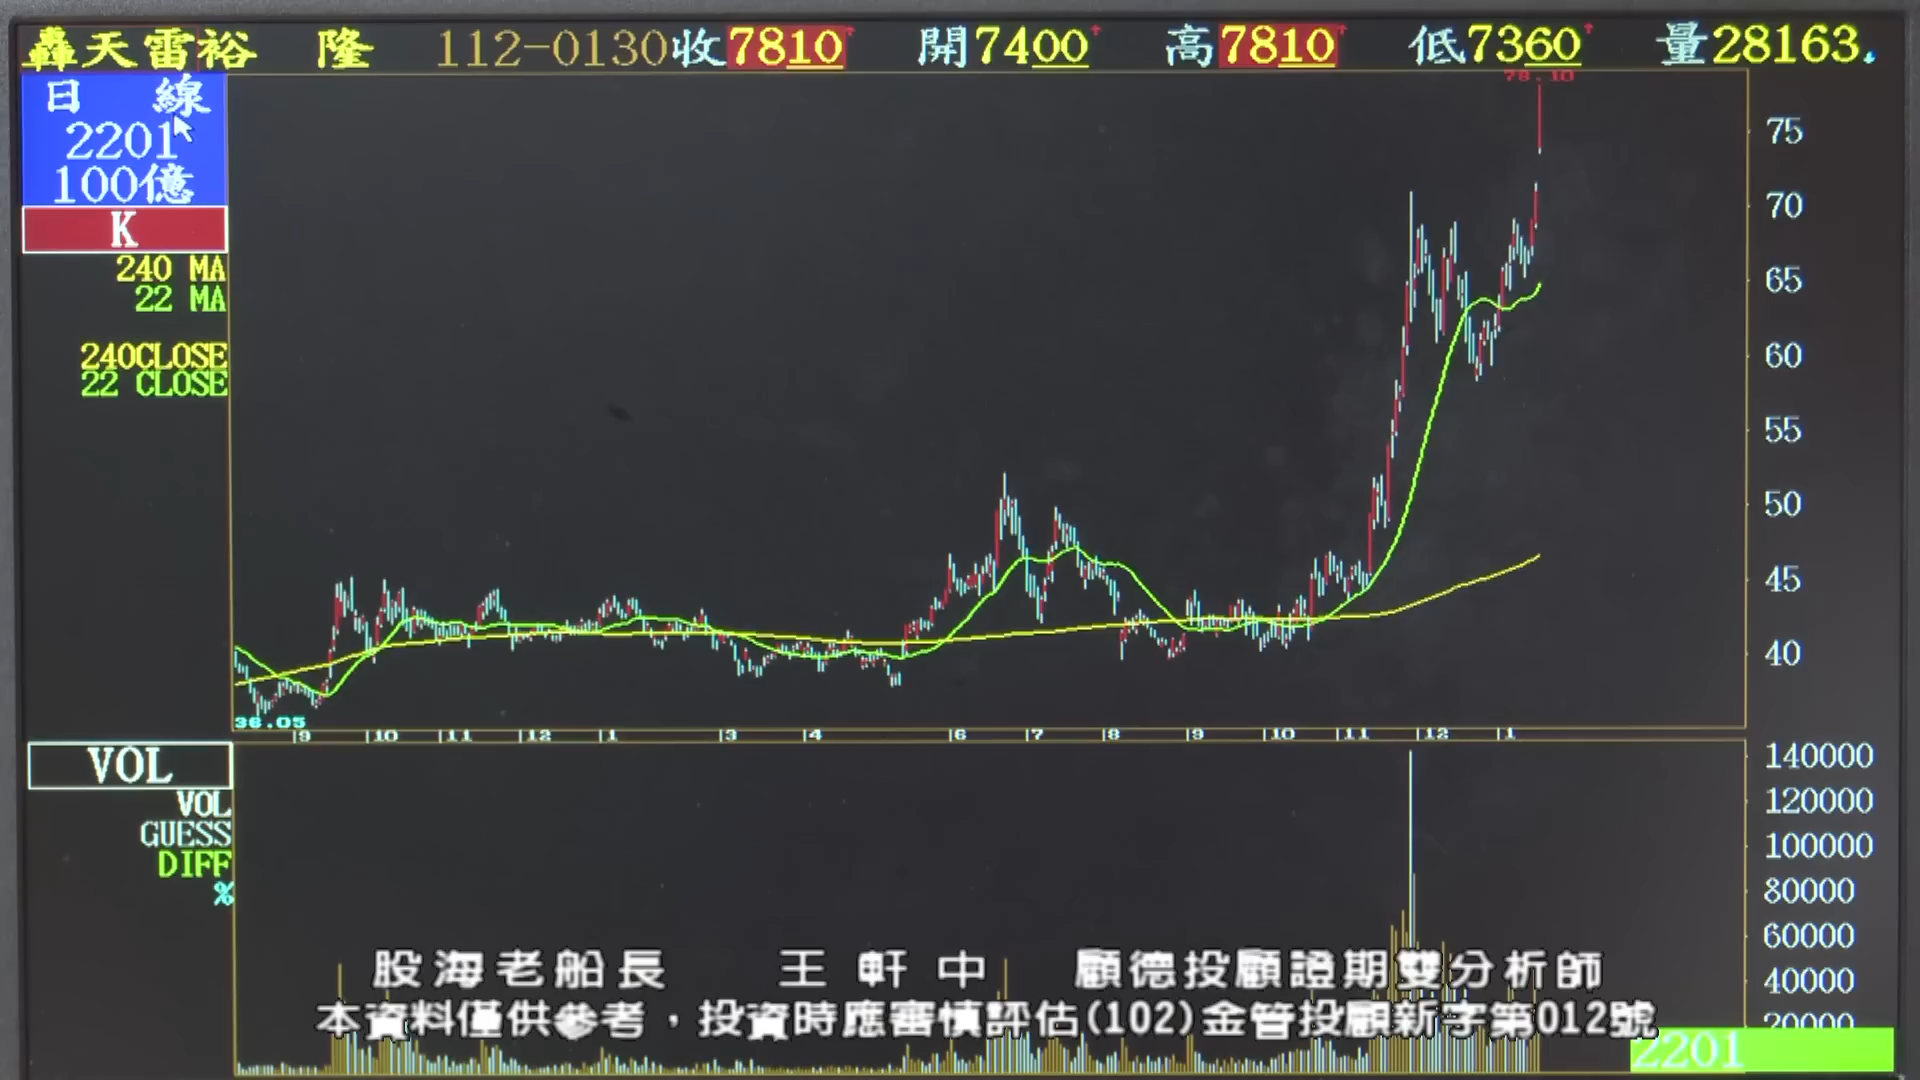 轟天雷裕 隆 112-0130收7810 開7400 高7810 低7360 量28163.
日 線
2201
100億
K
240 MA
22 MA
240CLOSE
22 CLOSE
78.10
75
70
65
60
55
50
45
40
36.05
9 10 11 12 1 3 4 6 7 8 9 10 11 12 1
VOL
VOL
GUESS
DIFF
%
140000
120000
100000
80000
60000
40000
20000
股海老船長 王軒中 顧德投顧證期雙分析師
本資料僅供參考，投資時應審慎評估(102)金管投顧新字第012號
2201